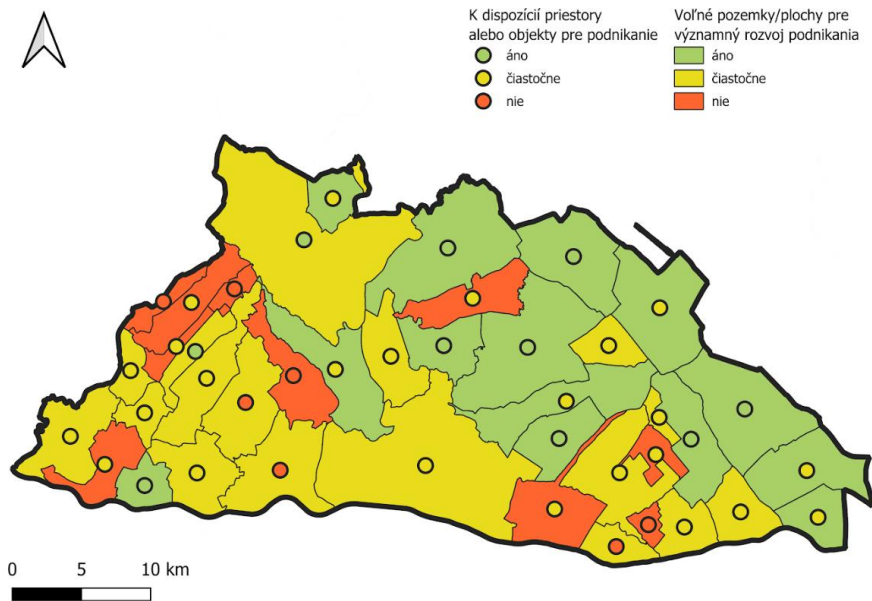 K dispozícií priestory
alebo objekty pre podnikanie
áno
čiastočne
nie
Voľné pozemky/plochy pre
významný rozvoj podnikania
áno
čiastočne
nie
0 5 10 km